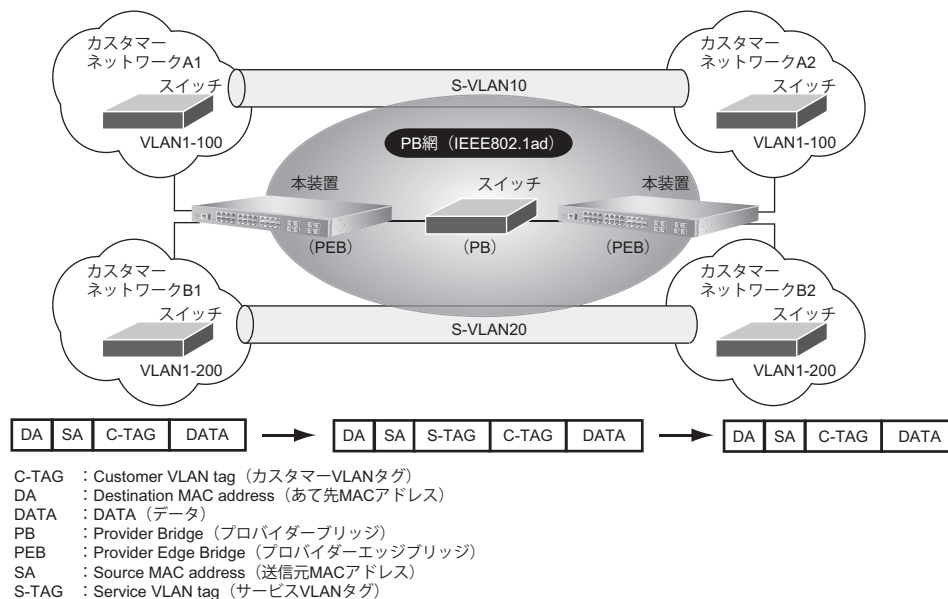 カスタマー
ネットワークA1
スイッチ
VLAN1-100
S-VLAN10
カスタマー
ネットワークA2
スイッチ
VLAN1-100
PB網（IEEE802.1ad）
本装置
スイッチ
本装置
（PEB）
（PB）
（PEB）
カスタマー
ネットワークB1
スイッチ
VLAN1-200
S-VLAN20
カスタマー
ネットワークB2
スイッチ
VLAN1-200
DA SA C-TAG DATA
DA SA S-TAG C-TAG DATA
DA SA C-TAG DATA
C-TAG ：Customer VLAN tag（カスタマーVLANタグ）
DA ：Destination MAC address（あて先MACアドレス）
DATA ：DATA（データ）
PB ：Provider Bridge（プロバイダーブリッジ）
PEB ：Provider Edge Bridge（プロバイダーエッジブリッジ）
SA ：Source MAC address（送信元MACアドレス）
S-TAG ：Service VLAN tag（サービスVLANタグ）